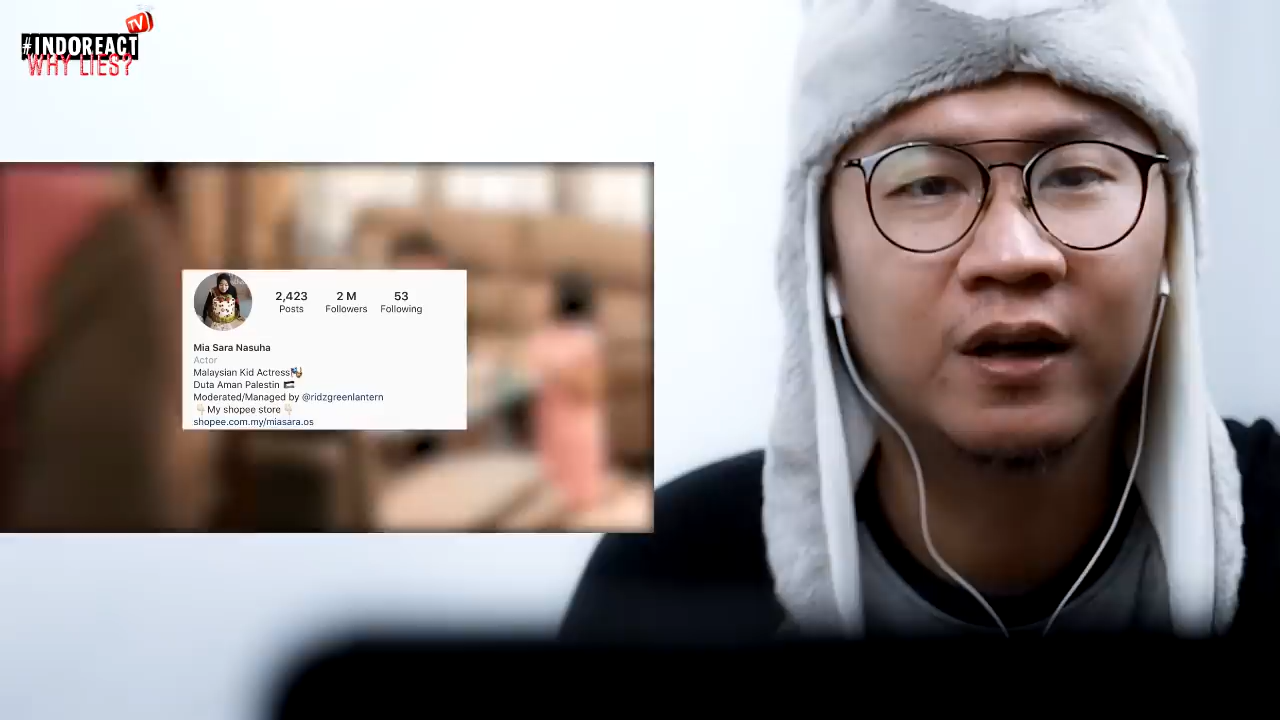 TV
#INDOREACT
WHY LIES?
2,423 2 M 53
Posts Followers Following
Mia Sara Nasuha
Actor
Malaysian Kid Actress🎭
Duta Aman Palestin 🇵🇸
Moderated/Managed by @ridzgreenlantern
👇🏻My shopee store👇🏻
shopee.com.my/miasara.os